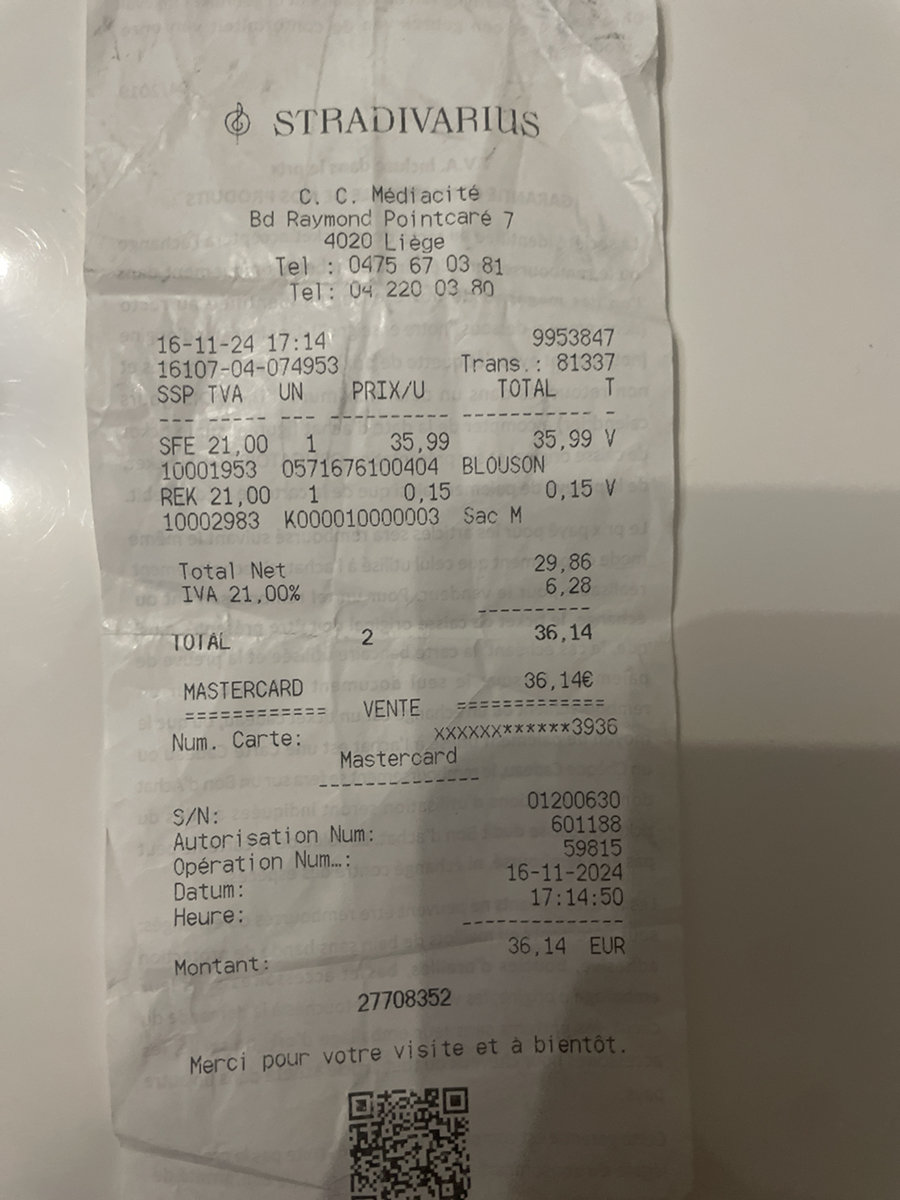 STRADIVARIUS
C. C. Médiacité
Bd Raymond Pointcaré 7
4020 Liège
Tel : 0475 67 03 81
Tel: 04 220 03 80
16-11-24 17:14 9953847
16107-04-074953 Trans.: 81337
SSP TVA UN PRIX/U TOTAL T
--- ----- --- ---------- ----------- -
SFE 21,00 1 35,99 35,99 V
10001953 0571676100404 BLOUSON
REK 21,00 1 0,15 0,15 V
10002983 K000010000003 Sac M
Total Net 29,86
IVA 21,00% 6,28
----------
TOTAL 2 36,14
MASTERCARD 36,14€
============ VENTE =============
Num. Carte: XXXXXX******3936
Mastercard
--------------
S/N: 01200630
Autorisation Num: 601188
Opération Num…: 59815
Datum: 16-11-2024
Heure: 17:14:50
--------------
Montant: 36,14 EUR
27708352
Merci pour votre visite et à bientôt.